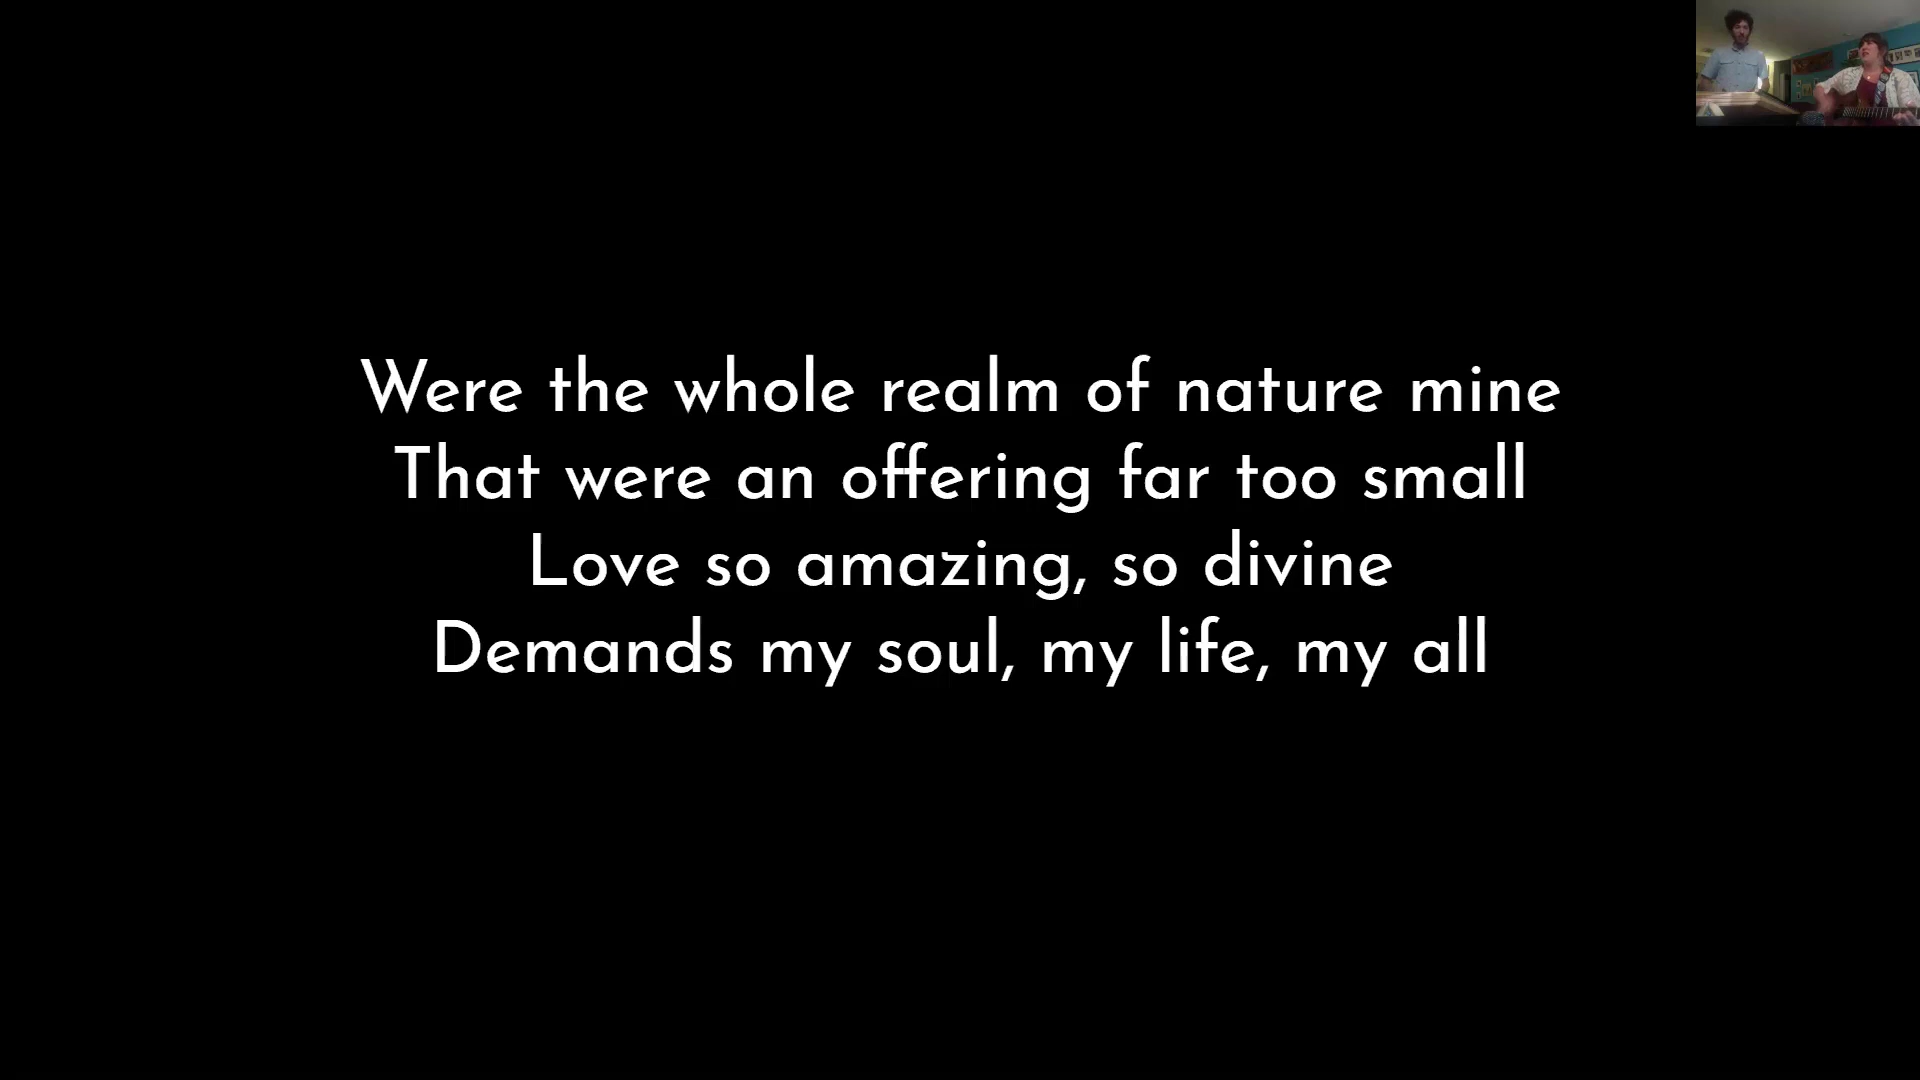 Were the whole realm of nature mine
That were an offering far too small
Love so amazing, so divine
Demands my soul, my life, my all